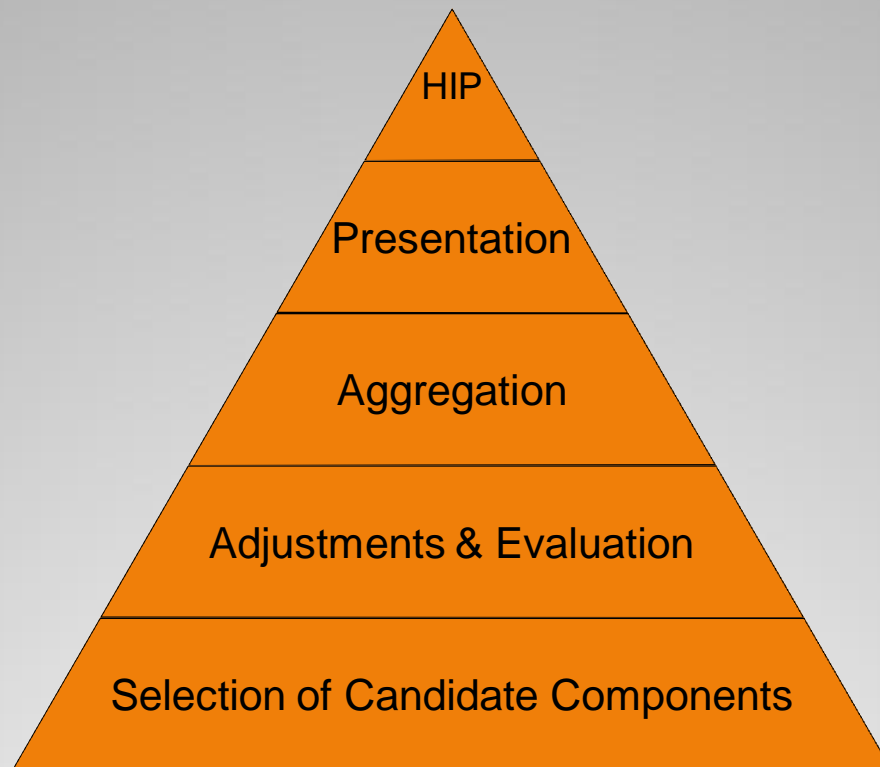 HIP
Presentation
Aggregation
Adjustments & Evaluation
Selection of Candidate Components